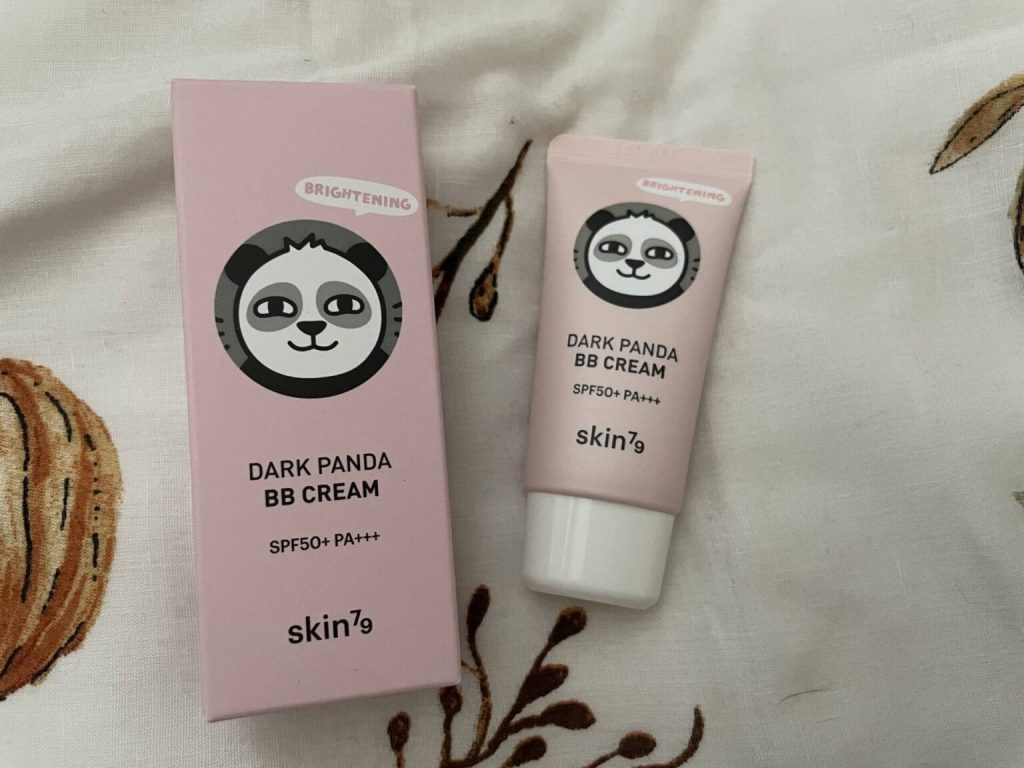 BRIGHTENING
DARK PANDA
BB CREAM
SPF50+ PA+++
skin79
BRIGHTENING
DARK PANDA
BB CREAM
SPF50+ PA+++
skin79